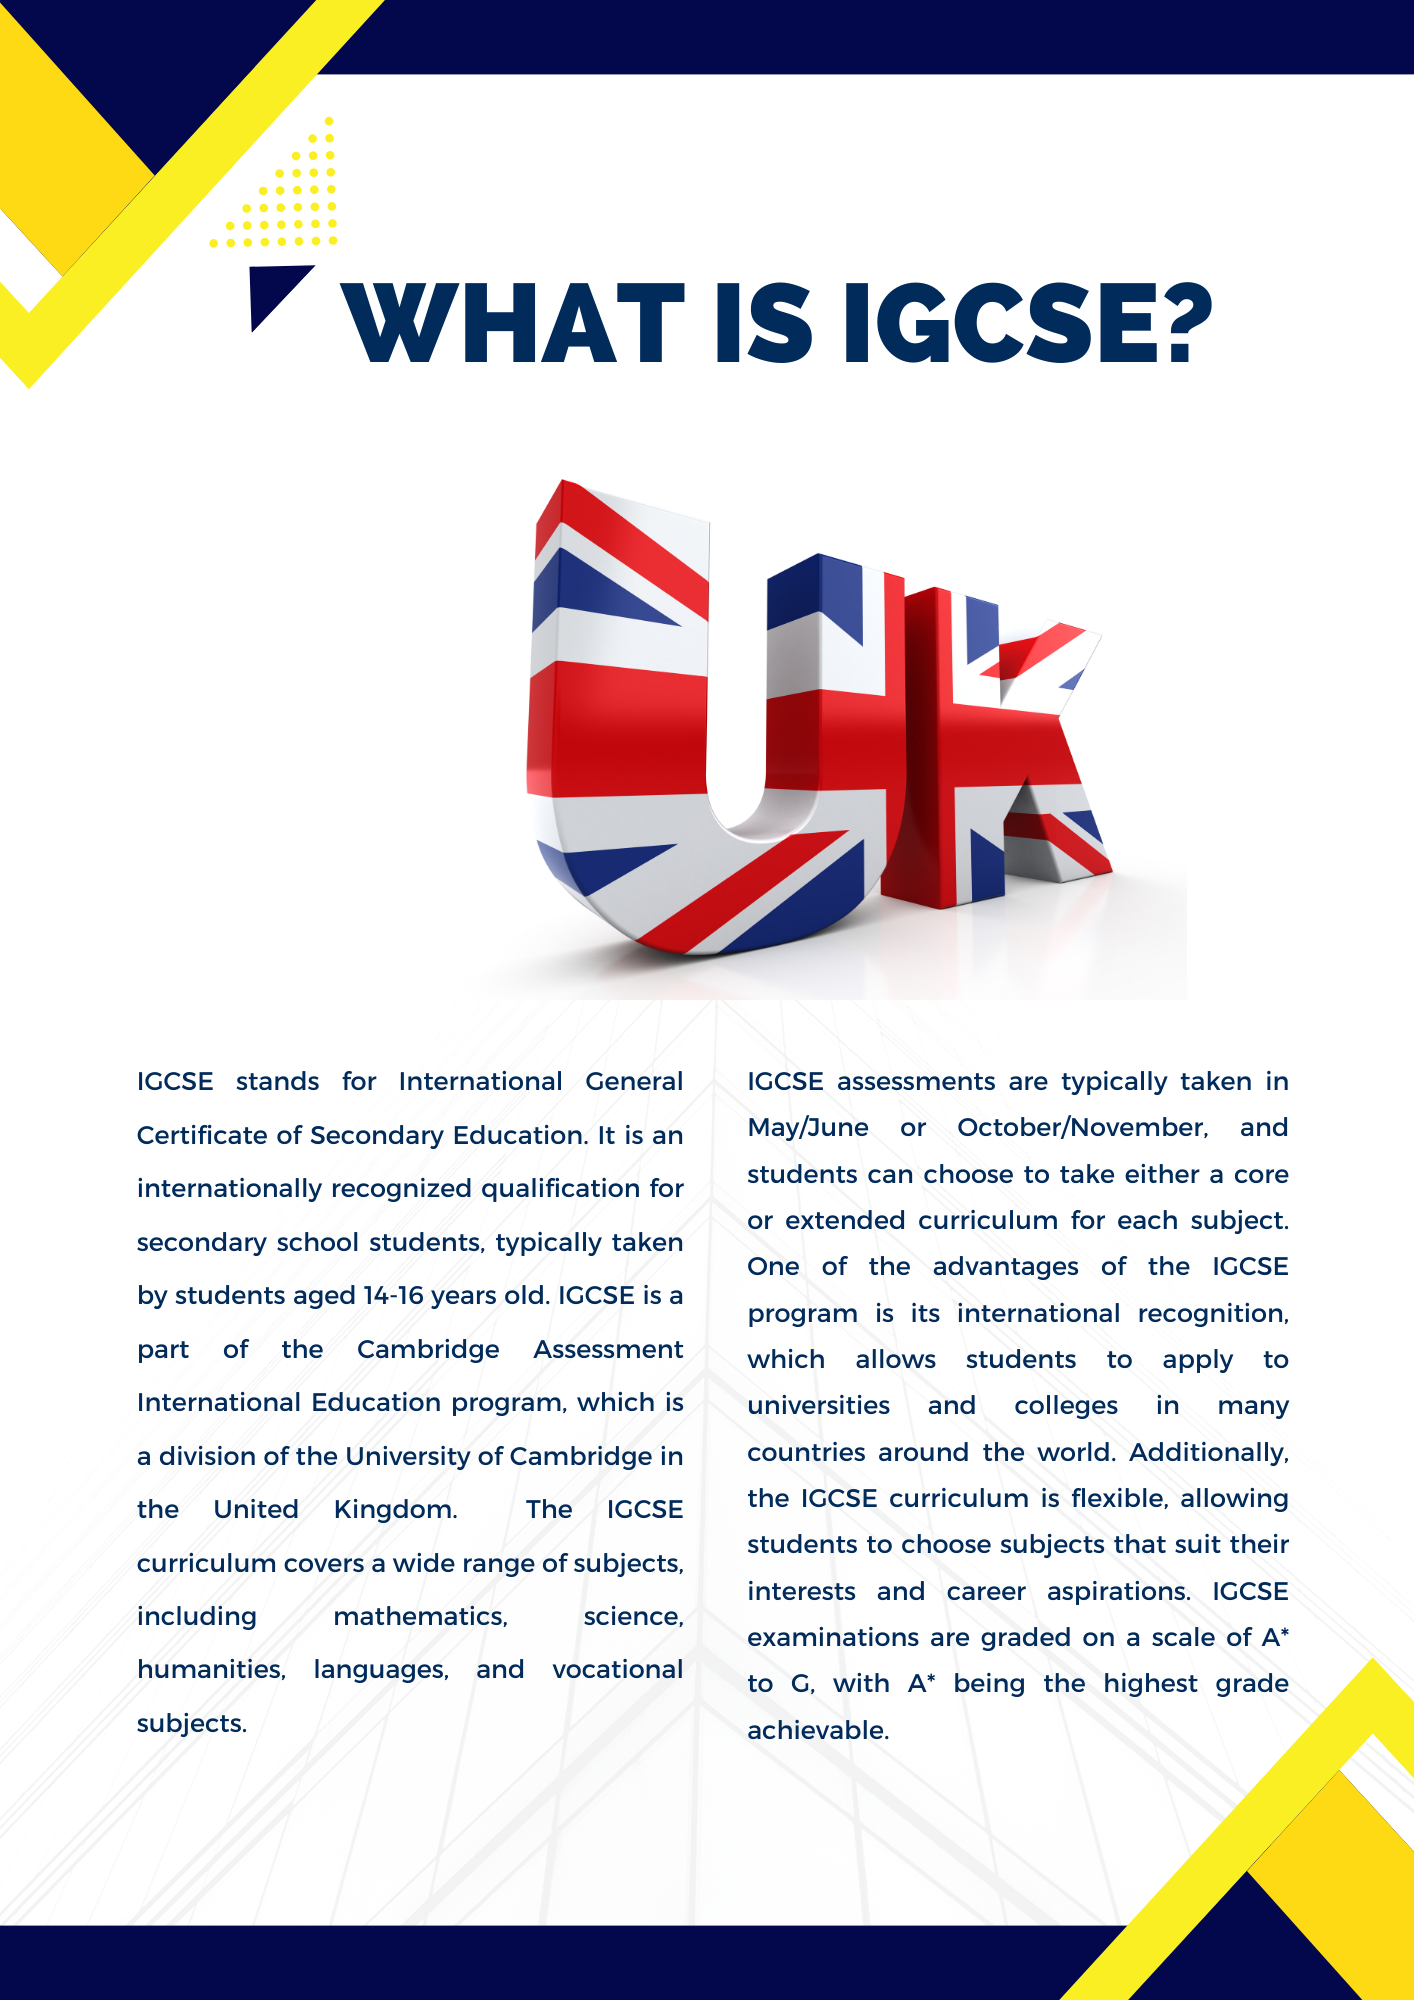 WHAT IS IGCSE?
UK
IGCSE stands for International General
Certificate of Secondary Education. It is an
internationally recognized qualification for
secondary school students, typically taken
by students aged 14-16 years old. IGCSE is a
part of the Cambridge Assessment
International Education program, which is
a division of the University of Cambridge in
the United Kingdom. The IGCSE
curriculum covers a wide range of subjects,
including mathematics, science,
humanities, languages, and vocational
subjects.
IGCSE assessments are typically taken in
May/June or October/November, and
students can choose to take either a core
or extended curriculum for each subject.
One of the advantages of the IGCSE
program is its international recognition,
which allows students to apply to
universities and colleges in many
countries around the world. Additionally,
the IGCSE curriculum is flexible, allowing
students to choose subjects that suit their
interests and career aspirations. IGCSE
examinations are graded on a scale of A*
to G, with A* being the highest grade
achievable.